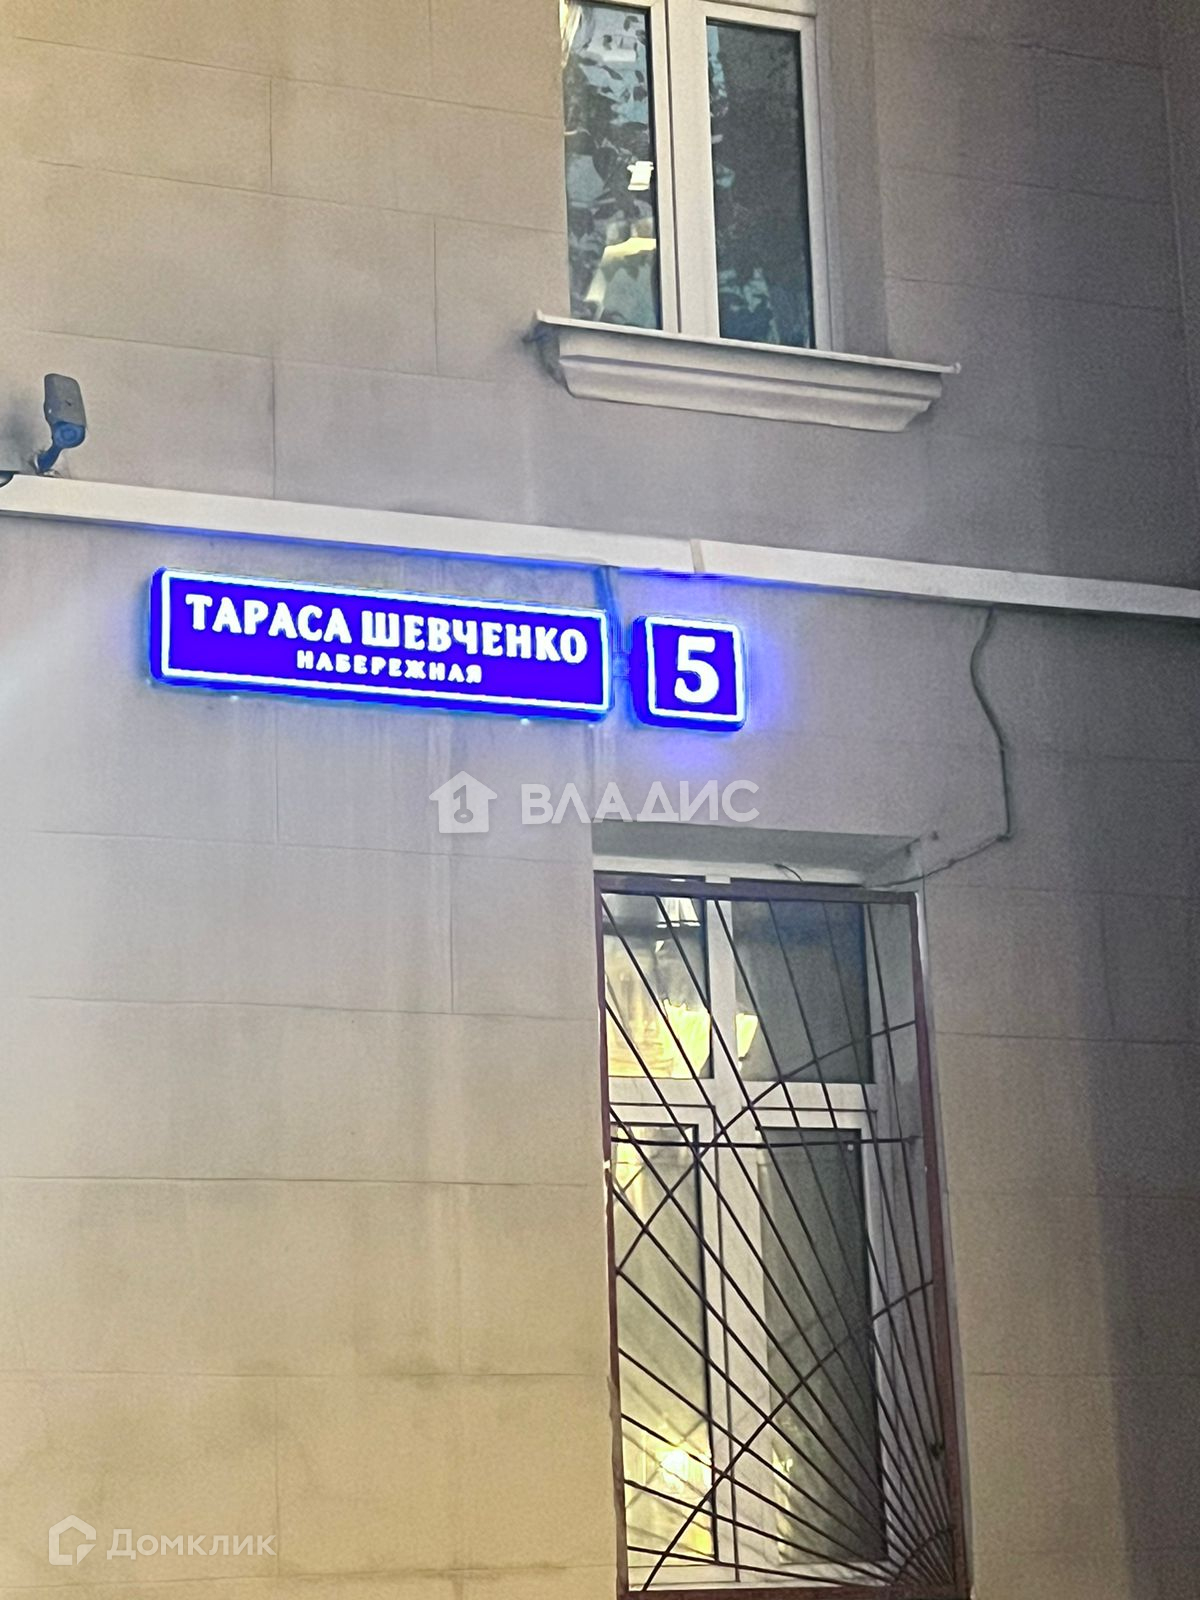 ТАРАСА ШЕВЧЕНКО
НАБЕРЕЖНАЯ
5
ВЛАДИС
Домклик